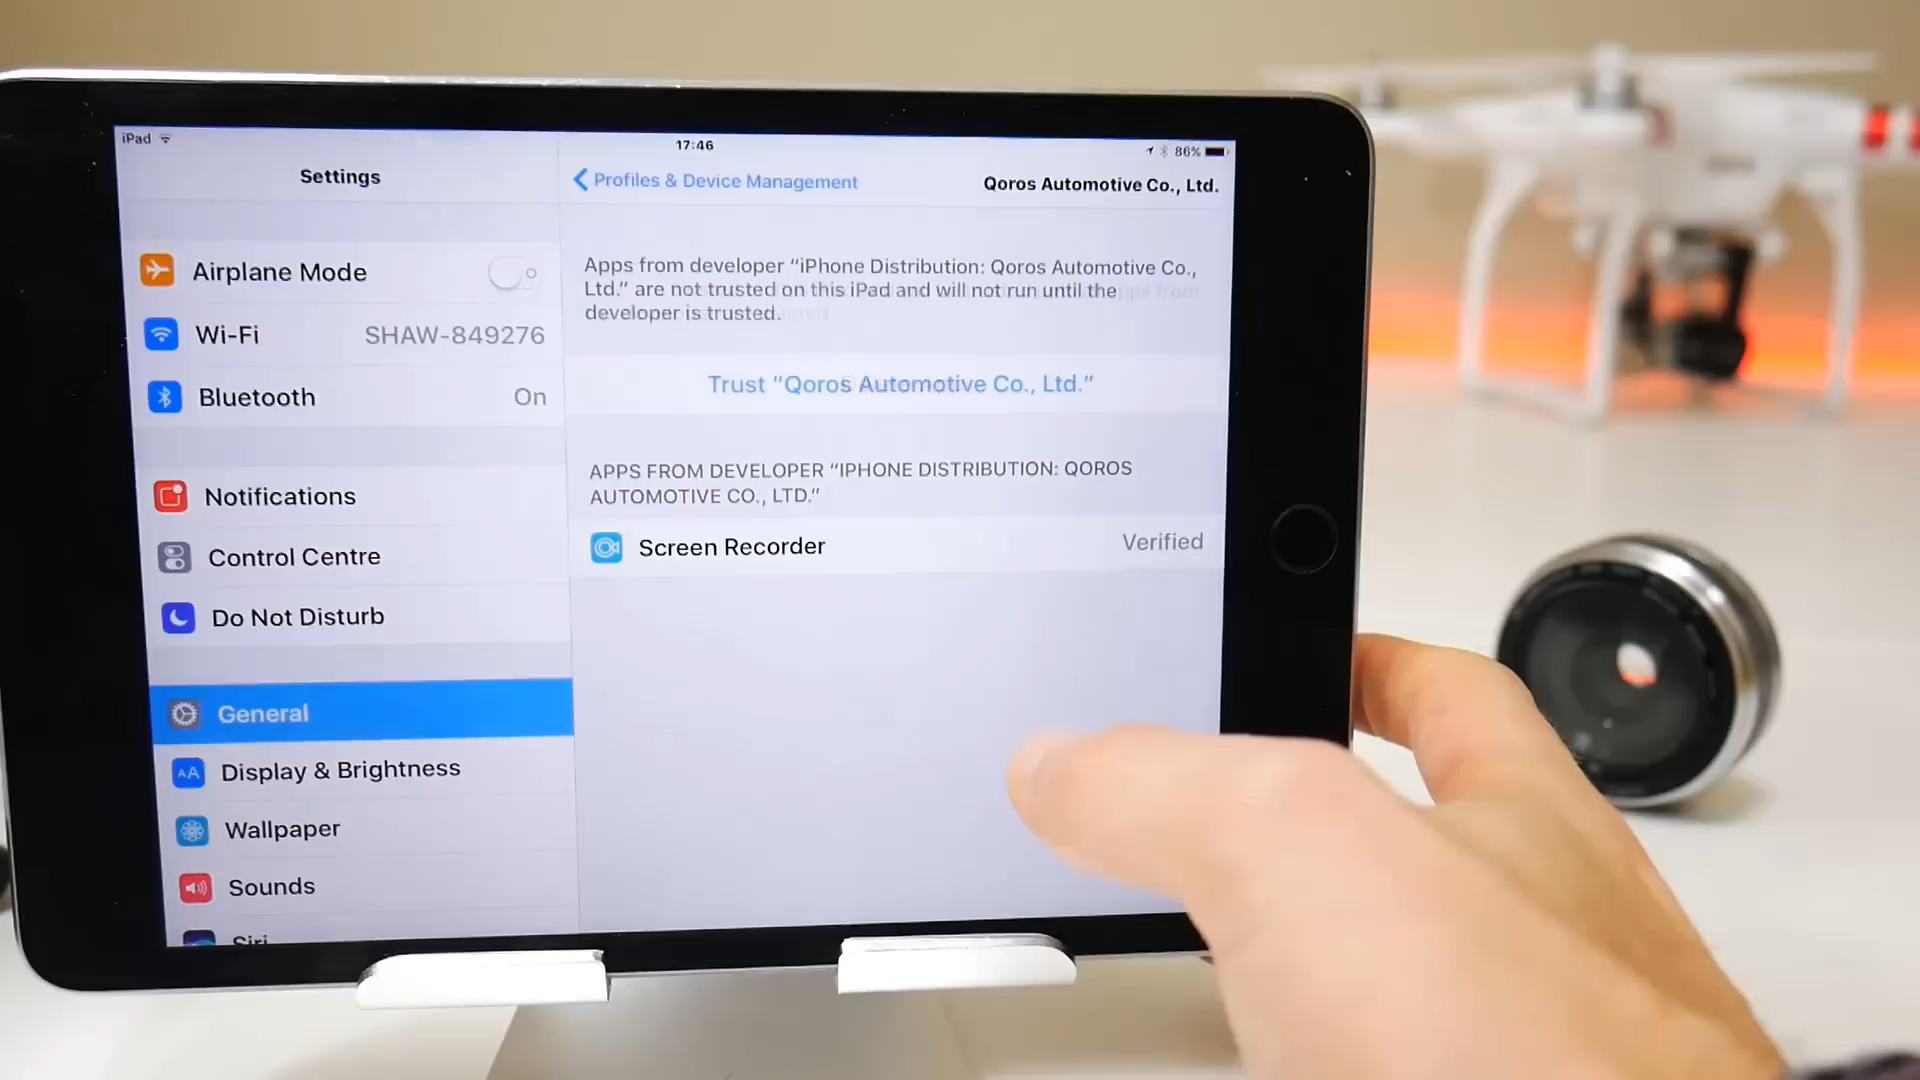 iPad
17:46
86%
Settings
Profiles & Device Management
Qoros Automotive Co., Ltd.
Airplane Mode
Wi-Fi
SHAW-849276
Bluetooth
On
Notifications
Control Centre
Do Not Disturb
General
AA
Display & Brightness
Wallpaper
Sounds
Siri
Apps from developer "iPhone Distribution: Qoros Automotive Co.,
Ltd." are not trusted on this iPad and will not run until the
developer is trusted.
Trust "Qoros Automotive Co., Ltd."
APPS FROM DEVELOPER "IPHONE DISTRIBUTION: QOROS
AUTOMOTIVE CO., LTD."
Screen Recorder
Verified